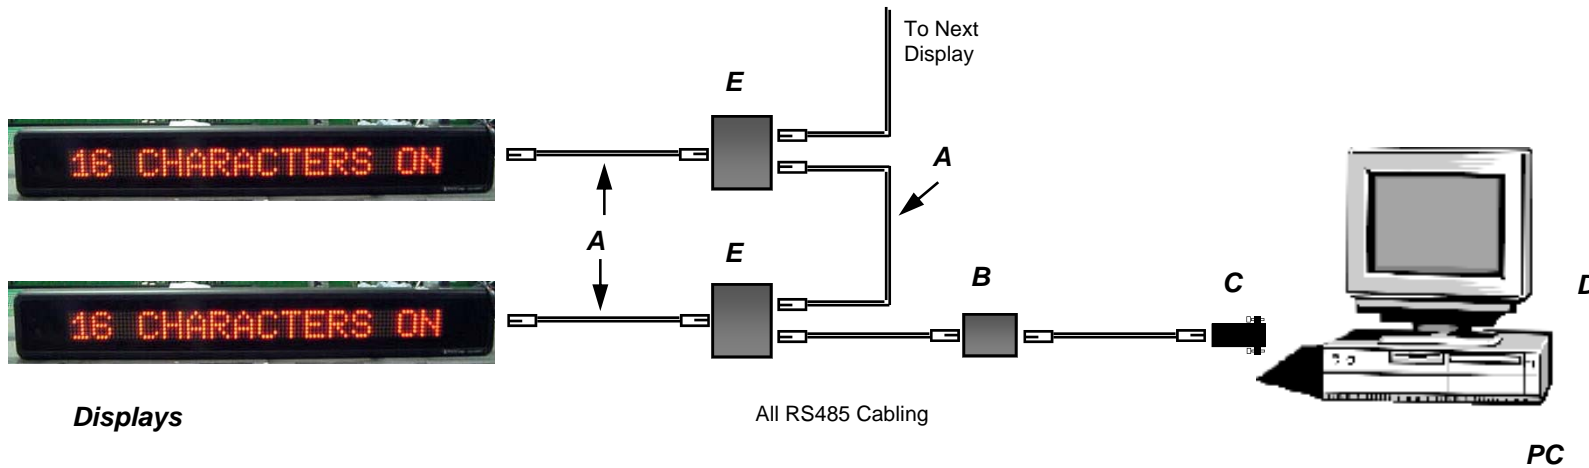 To Next
Display
E
16 CHARACTERS ON
A
A
E
B
C
D
16 CHARACTERS ON
Displays
All RS485 Cabling
PC